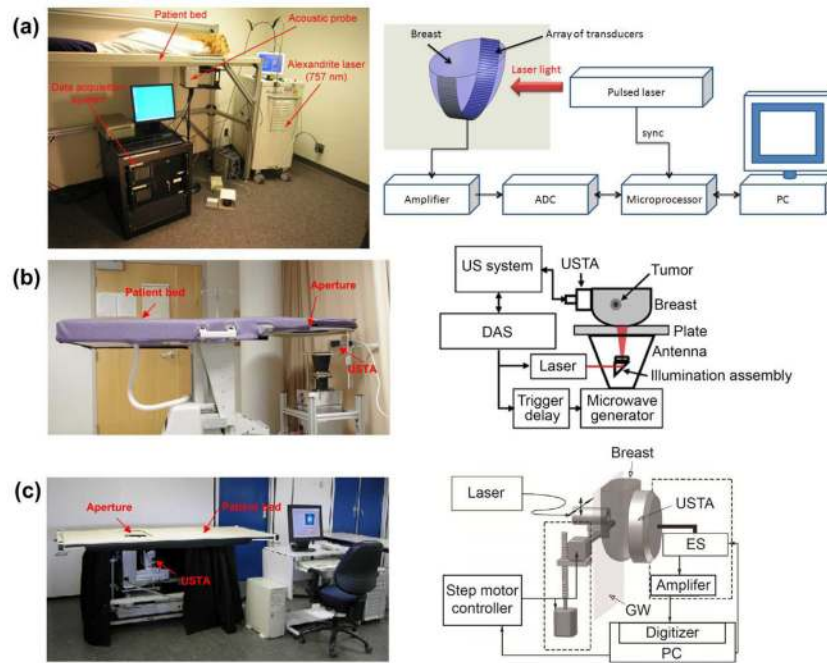 (a)
Patient bed
Acoustic probe
Alexandrite laser
(757 nm)
Data acquisition
system
Breast
Array of transducers
Laser light
Pulsed laser
sync
Amplifier
ADC
Microprocessor
PC
(b)
Patient bed
Aperture
USTA
US system
USTA
Tumor
Breast
DAS
Plate
Antenna
Laser
Illumination assembly
Trigger
delay
Microwave
generator
(c)
Aperture
Patient bed
USTA
Breast
Laser
USTA
ES
Step motor
controller
Amplifer
GW
Digitizer
PC